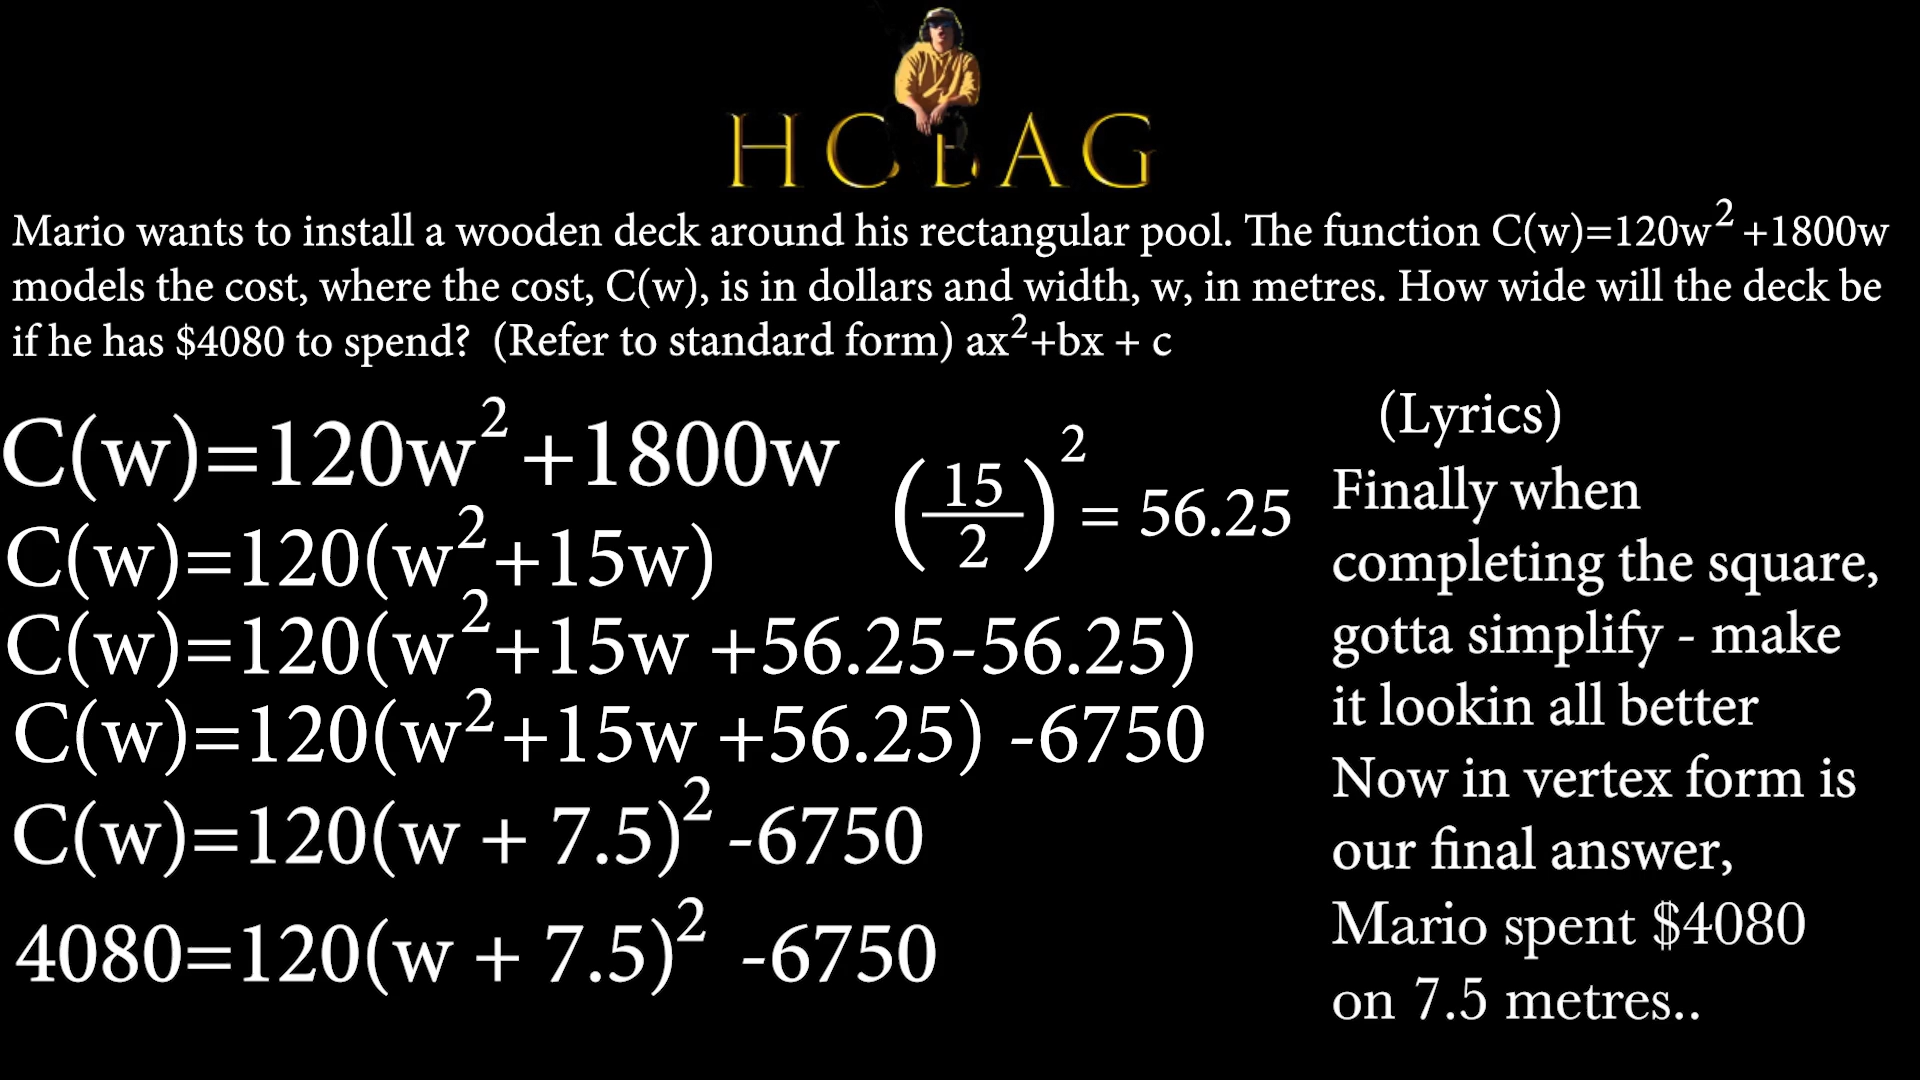 HOBAG
Mario wants to install a wooden deck around his rectangular pool. The function C(w)=120w² +1800w
models the cost, where the cost, C(w), is in dollars and width, w, in metres. How wide will the deck be
if he has $4080 to spend? (Refer to standard form) ax²+bx + c
C(w)=120w² +1800w
C(w)=120(w²+15w)
C(w)=120(w²+15w +56.25-56.25)
C(w)=120(w²+15w +56.25) -6750
C(w)=120(w + 7.5)² -6750
4080=120(w + 7.5)² -6750
(15/2)² = 56.25
(Lyrics)
Finally when
completing the square,
gotta simplify - make
it lookin all better
Now in vertex form is
our final answer,
Mario spent $4080
on 7.5 metres..